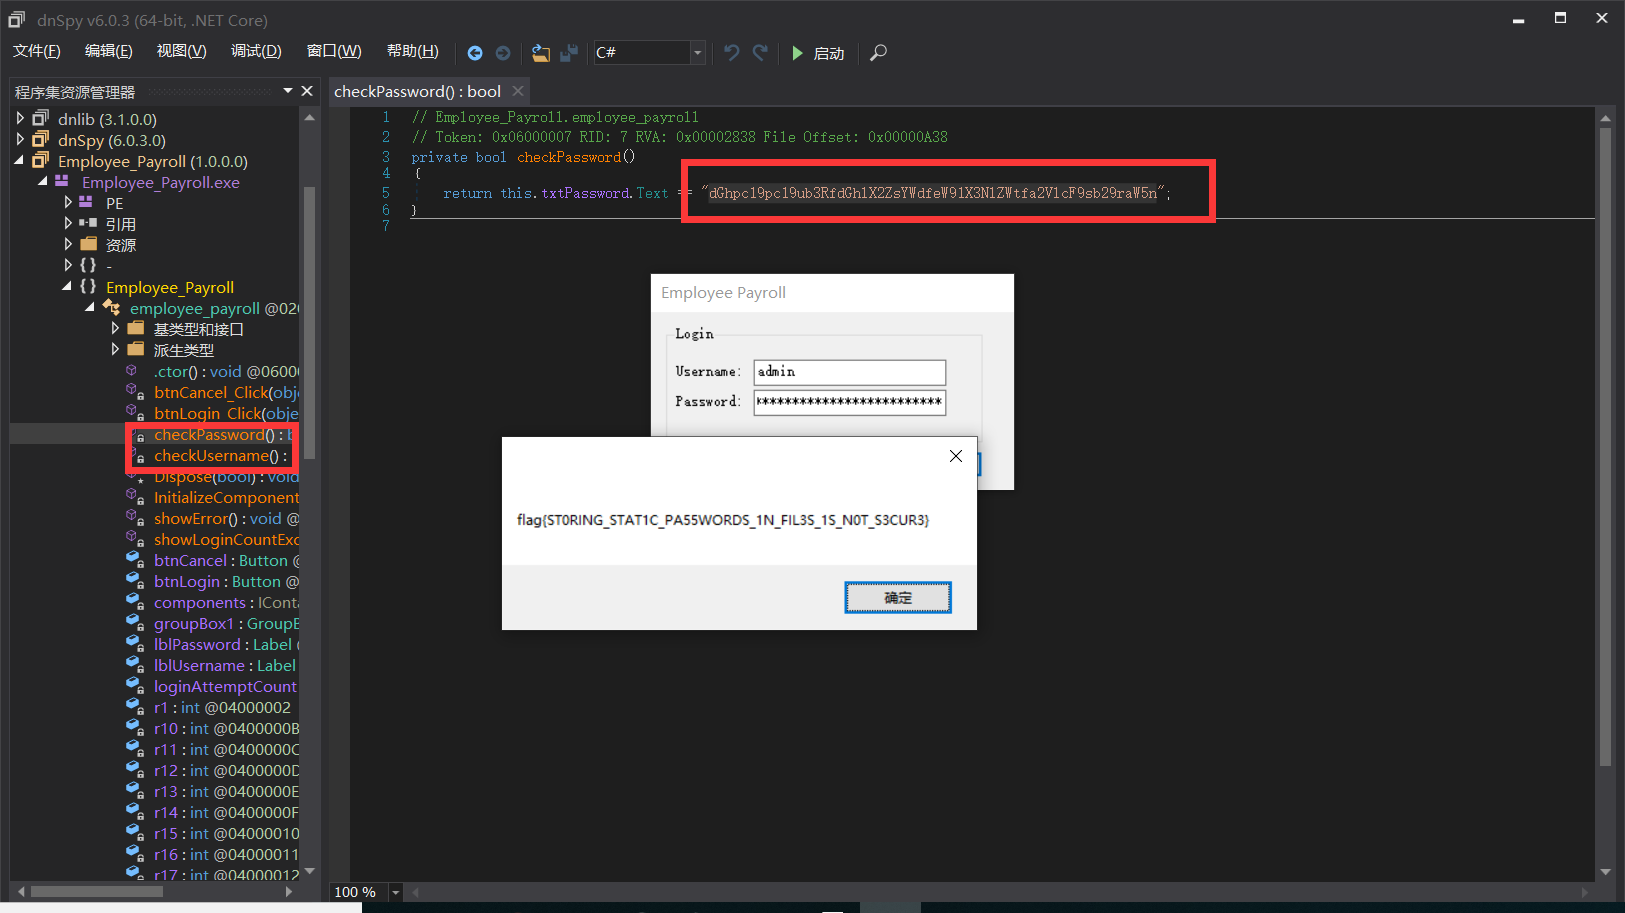 dnSpy v6.0.3 (64-bit, .NET Core)
文件(F) 编辑(E) 视图(V) 调试(D) 窗口(W) 帮助(H) C# 启动
程序集资源管理器
dnlib (3.1.0.0)
dnSpy (6.0.3.0)
Employee_Payroll (1.0.0.0)
Employee_Payroll.exe
PE
引用
资源
{ } -
{ } Employee_Payroll
employee_payroll @020
基类型和接口
派生类型
.ctor() : void @0600
btnCancel_Click(obje
btnLogin_Click(obje
checkPassword() : b
checkUsername() :
Dispose(bool) : void
InitializeComponent
showError() : void @
showLoginCountExc
btnCancel : Button @
btnLogin : Button @
components : IConta
groupBox1 : GroupB
lblPassword : Label @
lblUsername : Label
loginAttemptCount
r1 : int @04000002
r10 : int @0400000B
r11 : int @0400000C
r12 : int @0400000D
r13 : int @0400000E
r14 : int @0400000F
r15 : int @04000010
r16 : int @04000011
r17 : int @04000012
checkPassword() : bool
1 // Employee_Payroll.employee_payroll
2 // Token: 0x06000007 RID: 7 RVA: 0x00002838 File Offset: 0x00000A38
3 private bool checkPassword()
4 {
5 return this.txtPassword.Text == "dGhpc19pc19ub3RfdGhlX2ZsYWdfeW91X3NlZWtfa2VlcF9sb29raW5n";
6 }
7
Employee Payroll
Login
Username: admin
Password: **************************
flag{ST0RING_STAT1C_PA55WORDS_1N_FIL3S_1S_N0T_S3CUR3}
确定
100 %